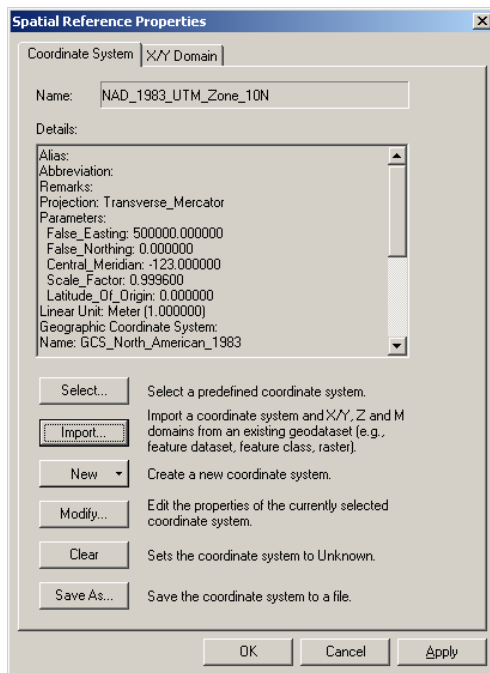 Spatial Reference Properties
Coordinate System
X/Y Domain
Name: NAD_1983_UTM_Zone_10N
Details:
Alias:
Abbreviation:
Remarks:
Projection: Transverse_Mercator
Parameters:
False_Easting: 500000.000000
False_Northing: 0.000000
Central_Meridian: -123.000000
Scale_Factor: 0.999600
Latitude_Of_Origin: 0.000000
Linear Unit: Meter (1.000000)
Geographic Coordinate System:
Name: GCS_North_American_1983
Select... Select a predefined coordinate system.
Import... Import a coordinate system and X/Y, Z and M
domains from an existing geodataset (e.g.,
feature dataset, feature class, raster).
New Create a new coordinate system.
Modify... Edit the properties of the currently selected
coordinate system.
Clear Sets the coordinate system to Unknown.
Save As... Save the coordinate system to a file.
OK Cancel Apply